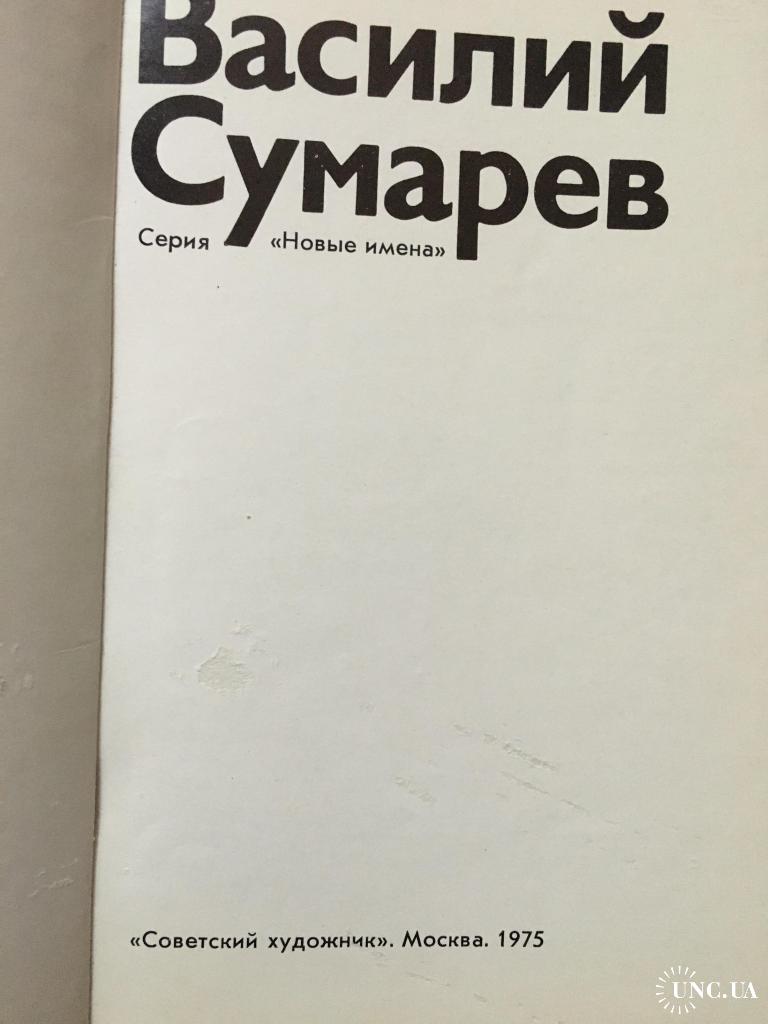 Василий
Сумарев
Серия «Новые имена»
«Советский художник». Москва. 1975
UNC.UA